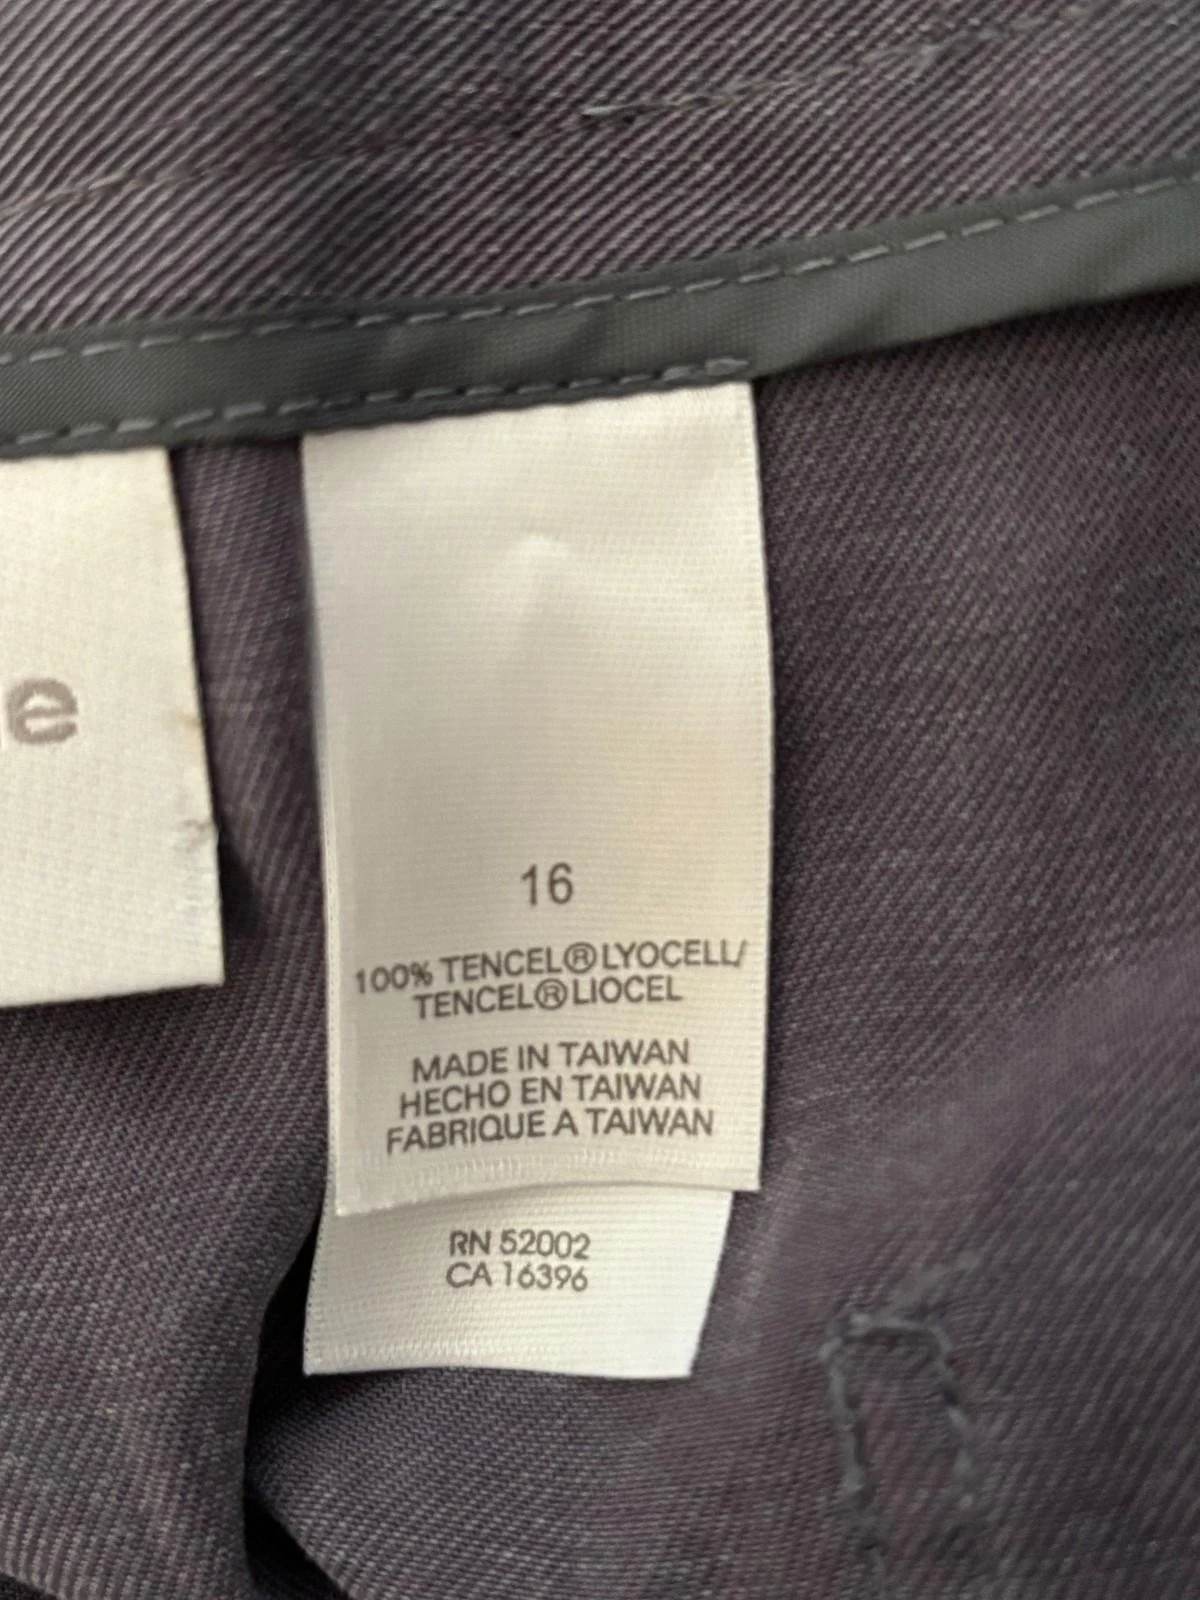 e
16
100% TENCEL®LYOCELL/
TENCEL®LIOCEL
MADE IN TAIWAN
HECHO EN TAIWAN
FABRIQUE A TAIWAN
RN 52002
CA 16396